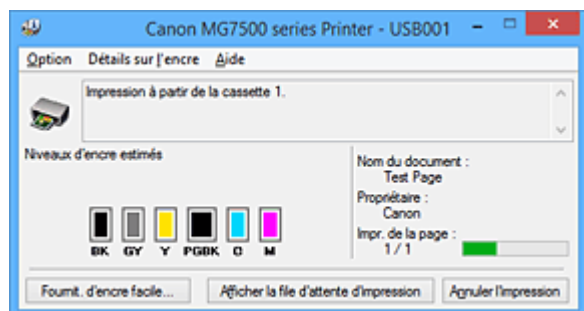 Canon MG7500 series Printer - USB001
Option Détails sur l'encre Aide
Impression à partir de la cassette 1.
Niveaux d'encre estimés
BK GY Y PGBK C M
Nom du document :
Test Page
Propriétaire :
Canon
Impr. de la page :
1 / 1
Fournit. d'encre facile... Afficher la file d'attente d'impression Annuler l'impression